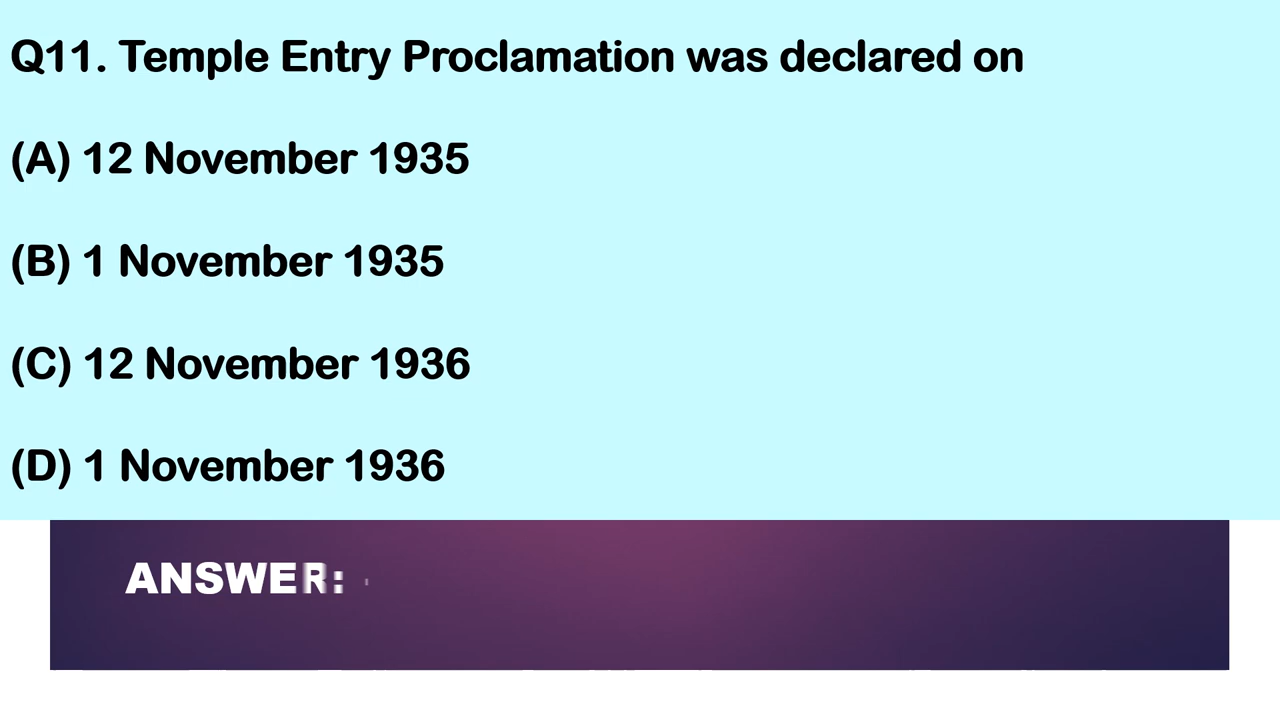 Q11. Temple Entry Proclamation was declared on
(A) 12 November 1935
(B) 1 November 1935
(C) 12 November 1936
(D) 1 November 1936
ANSWER: